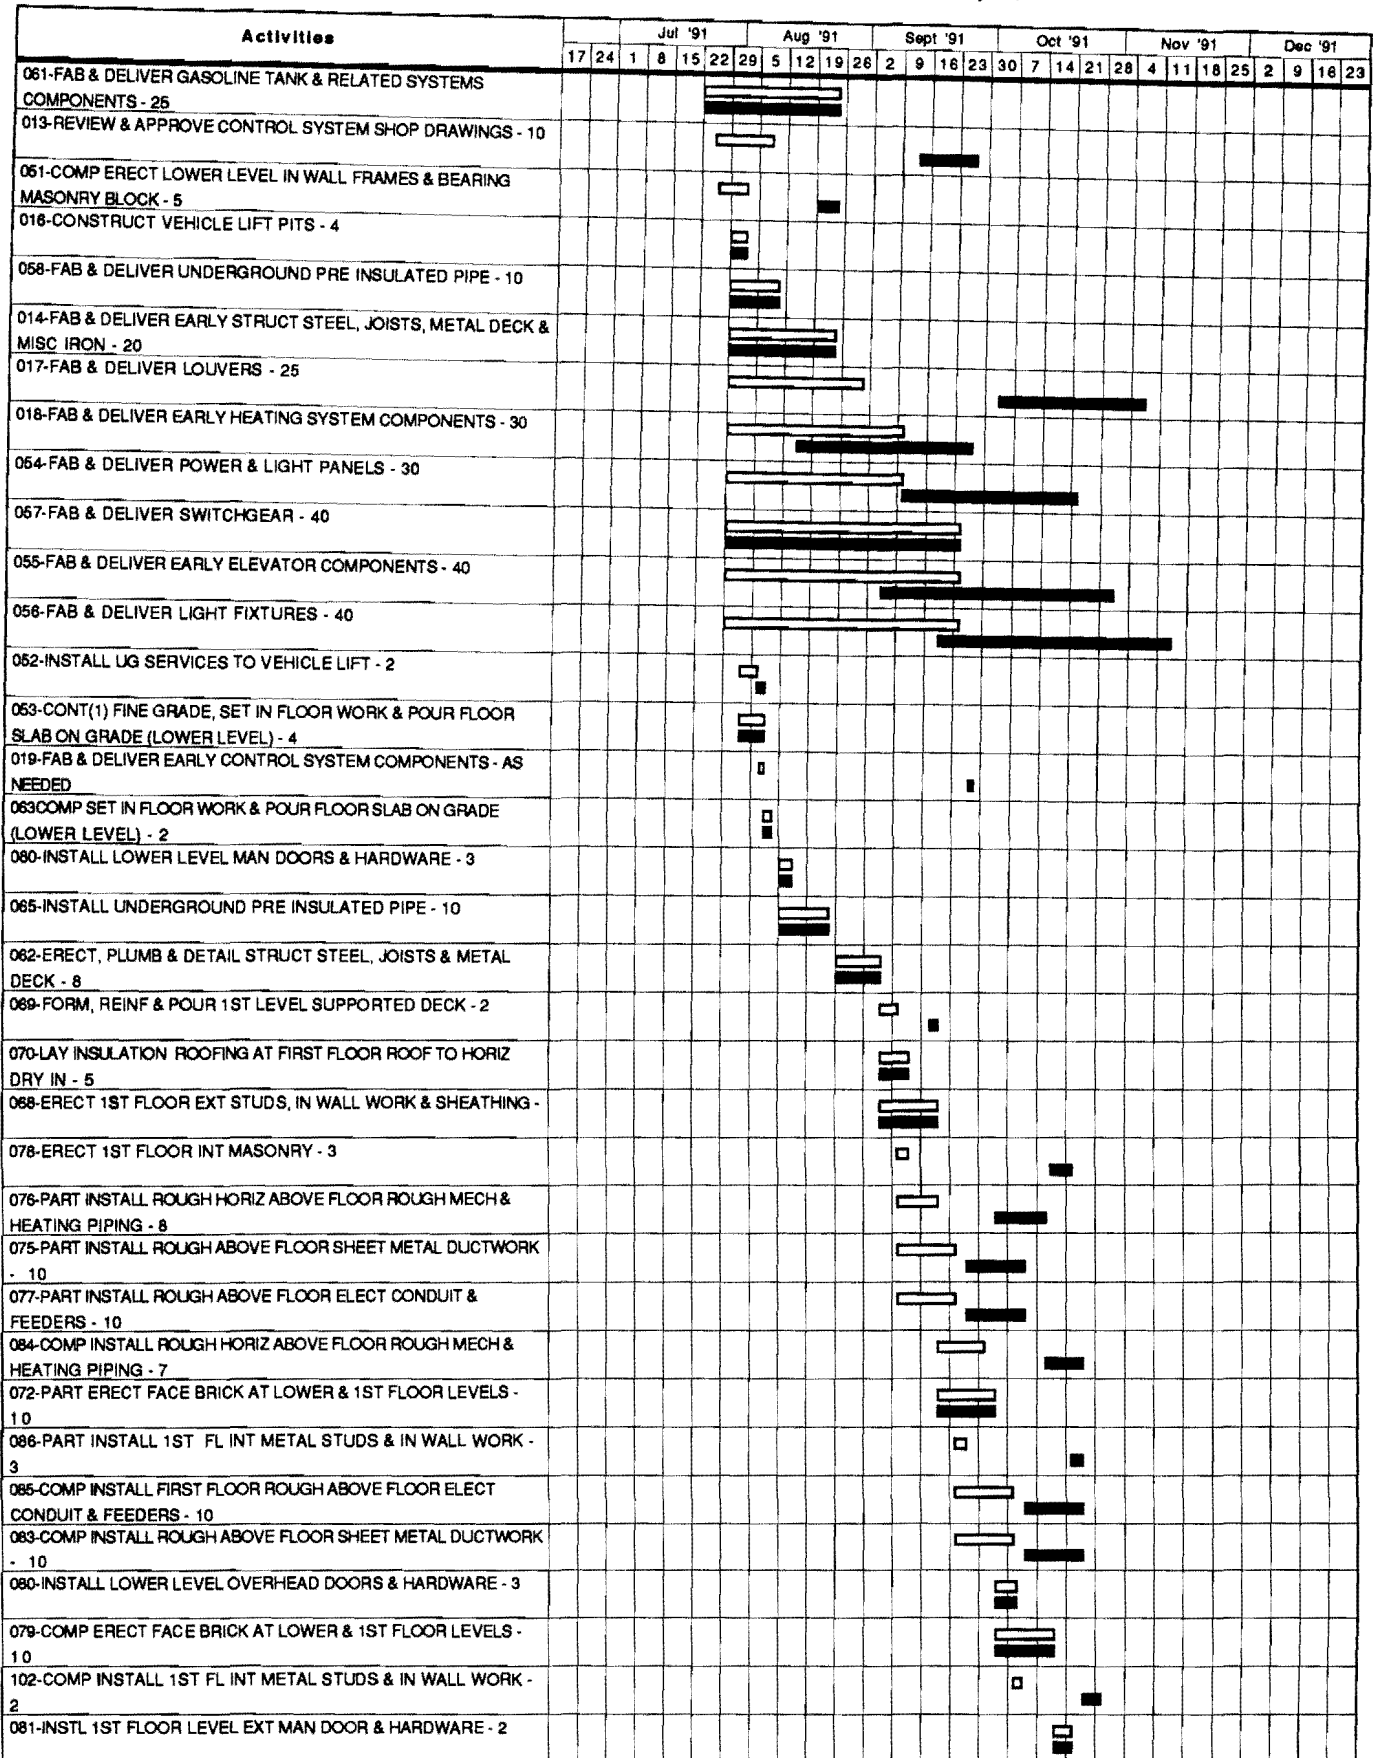 Activities
Jul '91 Aug '91 Sept '91 Oct '91 Nov '91 Dec '91
17 24 1 8 15 22 29 5 12 19 26 2 9 16 23 30 7 14 21 28 4 11 18 25 2 9 16 23
061-FAB & DELIVER GASOLINE TANK & RELATED SYSTEMS
COMPONENTS - 25
013-REVIEW & APPROVE CONTROL SYSTEM SHOP DRAWINGS - 10
051-COMP ERECT LOWER LEVEL IN WALL FRAMES & BEARING
MASONRY BLOCK - 5
016-CONSTRUCT VEHICLE LIFT PITS - 4
058-FAB & DELIVER UNDERGROUND PRE INSULATED PIPE - 10
014-FAB & DELIVER EARLY STRUCT STEEL, JOISTS, METAL DECK &
MISC IRON - 20
017-FAB & DELIVER LOUVERS - 25
018-FAB & DELIVER EARLY HEATING SYSTEM COMPONENTS - 30
054-FAB & DELIVER POWER & LIGHT PANELS - 30
057-FAB & DELIVER SWITCHGEAR - 40
055-FAB & DELIVER EARLY ELEVATOR COMPONENTS - 40
056-FAB & DELIVER LIGHT FIXTURES - 40
052-INSTALL UG SERVICES TO VEHICLE LIFT - 2
053-CONT(1) FINE GRADE, SET IN FLOOR WORK & POUR FLOOR
SLAB ON GRADE (LOWER LEVEL) - 4
019-FAB & DELIVER EARLY CONTROL SYSTEM COMPONENTS - AS
NEEDED
063COMP SET IN FLOOR WORK & POUR FLOOR SLAB ON GRADE
(LOWER LEVEL) - 2
080-INSTALL LOWER LEVEL MAN DOORS & HARDWARE - 3
065-INSTALL UNDERGROUND PRE INSULATED PIPE - 10
062-ERECT, PLUMB & DETAIL STRUCT STEEL, JOISTS & METAL
DECK - 8
069-FORM, REINF & POUR 1ST LEVEL SUPPORTED DECK - 2
070-LAY INSULATION ROOFING AT FIRST FLOOR ROOF TO HORIZ
DRY IN - 5
068-ERECT 1ST FLOOR EXT STUDS, IN WALL WORK & SHEATHING -
078-ERECT 1ST FLOOR INT MASONRY - 3
076-PART INSTALL ROUGH HORIZ ABOVE FLOOR ROUGH MECH &
HEATING PIPING - 8
075-PART INSTALL ROUGH ABOVE FLOOR SHEET METAL DUCTWORK
- 10
077-PART INSTALL ROUGH ABOVE FLOOR ELECT CONDUIT &
FEEDERS - 10
084-COMP INSTALL ROUGH HORIZ ABOVE FLOOR ROUGH MECH &
HEATING PIPING - 7
072-PART ERECT FACE BRICK AT LOWER & 1ST FLOOR LEVELS -
10
086-PART INSTALL 1ST FL INT METAL STUDS & IN WALL WORK -
3
085-COMP INSTALL FIRST FLOOR ROUGH ABOVE FLOOR ELECT
CONDUIT & FEEDERS - 10
083-COMP INSTALL ROUGH ABOVE FLOOR SHEET METAL DUCTWORK
- 10
080-INSTALL LOWER LEVEL OVERHEAD DOORS & HARDWARE - 3
079-COMP ERECT FACE BRICK AT LOWER & 1ST FLOOR LEVELS -
10
102-COMP INSTALL 1ST FL INT METAL STUDS & IN WALL WORK -
2
081-INSTL 1ST FLOOR LEVEL EXT MAN DOOR & HARDWARE - 2